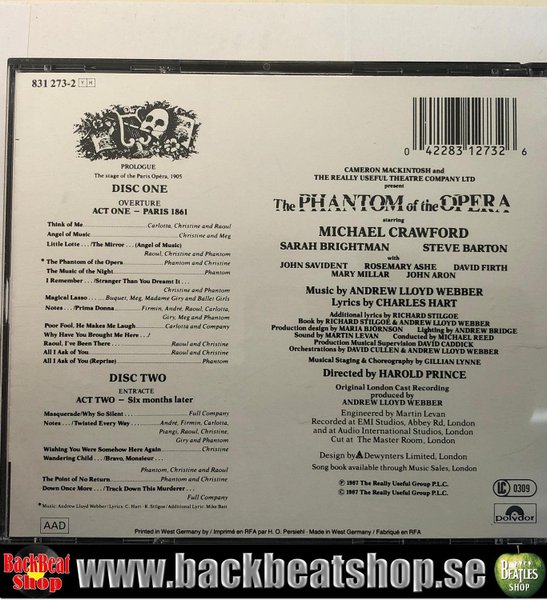 831 273-2 Y H
PROLOGUE
The stage of the Paris Opéra, 1905
DISC ONE
OVERTURE
ACT ONE – PARIS 1861
Think of Me Carlotta, Christine and Raoul
Angel of Music Christine and Meg
Little Lotte . . ./The Mirror . . . (Angel of Music)
Raoul, Christine and Phantom
* The Phantom of the Opera Phantom and Christine
The Music of the Night Phantom
I Remember . . ./Stranger Than You Dreamt It . . .
Christine and Phantom
Magical Lasso Buquet, Meg, Madame Giry and Ballet Girls
Notes . . ./Prima Donna Firmin, Andre, Raoul, Carlotta,
Giry, Meg and Phantom
Poor Fool, He Makes Me Laugh Carlotta and Company
Why Have You Brought Me Here . . ./
Raoul, I've Been There Raoul and Christine
All I Ask of You Raoul and Christine
All I Ask of You (Reprise) Phantom
DISC TWO
ENTR'ACTE
ACT TWO – Six months later
Masquerade/Why So Silent Full Company
Notes . . ./Twisted Every Way Andre, Firmin, Carlotta,
Piangi, Raoul, Christine,
Giry and Phantom
Wishing You Were Somehow Here Again Christine
Wandering Child . . ./Bravo, Monsieur . . .
Phantom, Christine and Raoul
The Point of No Return Phantom and Christine
Down Once More . . ./Track Down This Murderer . . .
Full Company
*Music: Andrew Lloyd Webber/Lyrics: C. Hart - R. Stilgoe/Additional Lyric: Mike Batt
AAD
0 42283 12732 6
CAMERON MACKINTOSH and
THE REALLY USEFUL THEATRE COMPANY LTD
present
The PHANTOM of the OPERA
starring
MICHAEL CRAWFORD
SARAH BRIGHTMAN STEVE BARTON
with
JOHN SAVIDENT ROSEMARY ASHE DAVID FIRTH
MARY MILLAR JOHN ARON
Music by ANDREW LLOYD WEBBER
Lyrics by CHARLES HART
Additional lyrics by RICHARD STILGOE
Book by RICHARD STILGOE & ANDREW LLOYD WEBBER
Production design by MARIA BJÖRNSON Lighting by ANDREW BRIDGE
Sound by MARTIN LEVAN Conducted by MICHAEL REED
Production Musical Supervision DAVID CADDICK
Orchestrations by DAVID CULLEN & ANDREW LLOYD WEBBER
Musical Staging & Choreography by GILLIAN LYNNE
Directed by HAROLD PRINCE
Original London Cast Recording
produced by
ANDREW LLOYD WEBBER
Engineered by Martin Levan
Recorded at EMI Studios, Abbey Rd, London
and at Audio International Studios, London
Cut at The Master Room, London
Design by Dewynters Limited, London
Song book available through Music Sales, London
℗ 1987 The Really Useful Group P.L.C.
© 1987 The Really Useful Group P.L.C.
LC 0309
polydor
Printed in West Germany by / Imprimé en RFA par H. O. Persiehl · Made in West Germany / Fabriqué en RFA
BackBeat
Shop
www.backbeatshop.se
THE
BEATLES
SHOP